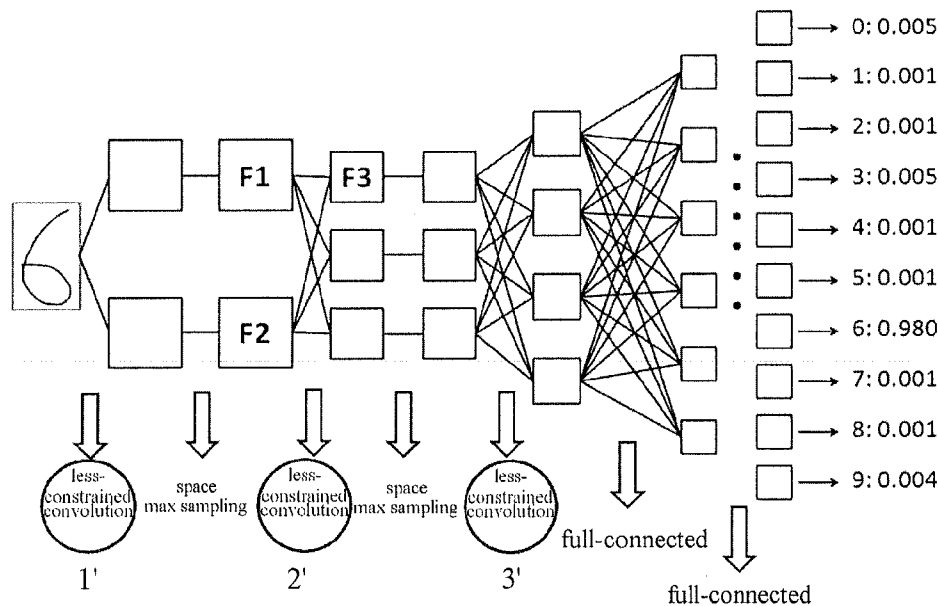 0: 0.005
1: 0.001
2: 0.001
3: 0.005
4: 0.001
5: 0.001
6: 0.980
7: 0.001
8: 0.001
9: 0.004
F1
F3
F2
less-
constrained
convolution
1'
space
max sampling
less-
constrained
convolution
2'
space
max sampling
less-
constrained
convolution
3'
full-connected
full-connected